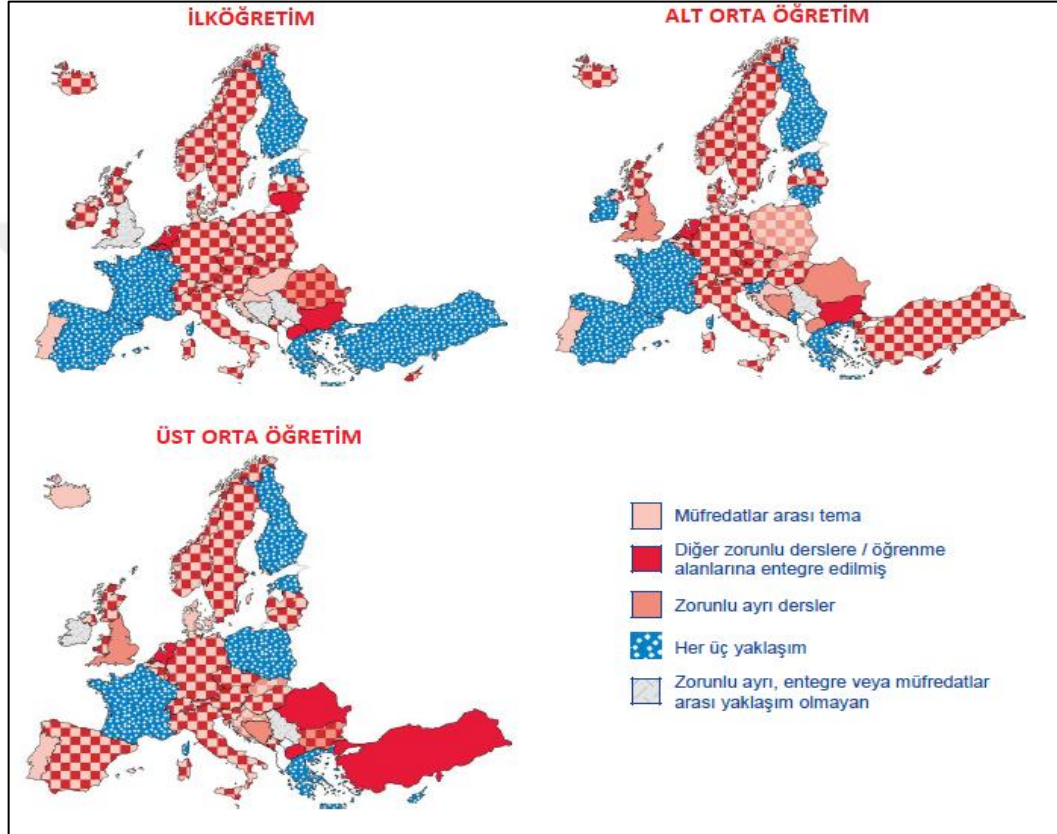 İLKÖĞRETİM
ALT ORTA ÖĞRETİM
ÜST ORTA ÖĞRETİM
Müfredatlar arası tema
Diğer zorunlu derslere / öğrenme
alanlarına entegre edilmiş
Zorunlu ayrı dersler
Her üç yaklaşım
Zorunlu ayrı, entegre veya müfredatlar
arası yaklaşım olmayan